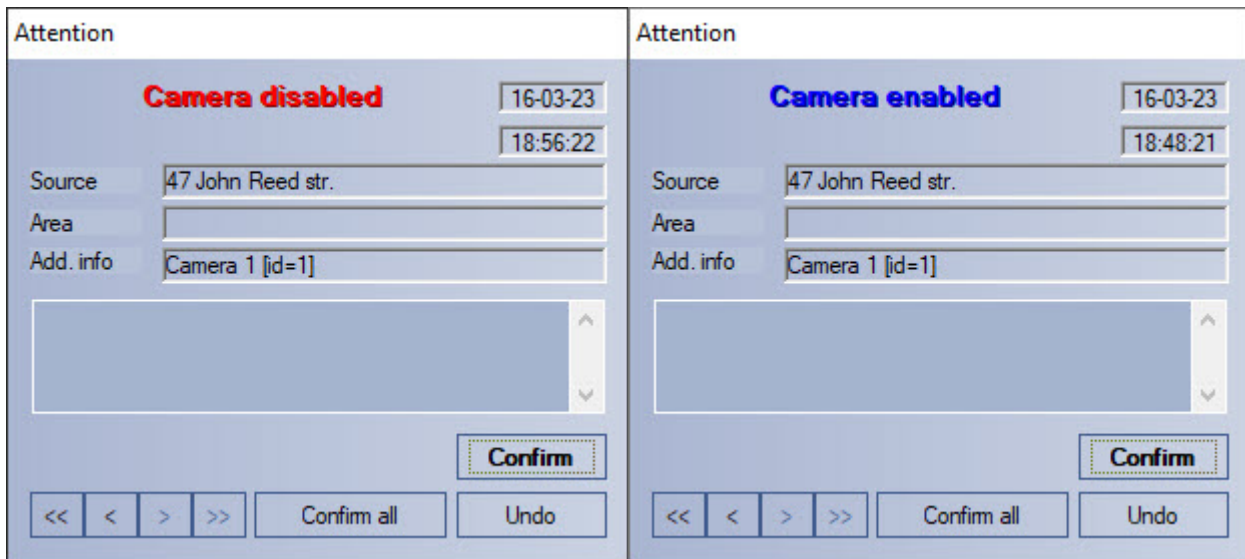 Attention
Camera disabled
16-03-23
18:56:22
Source
47 John Reed str.
Area
Add. info
Camera 1 [id=1]
Confirm
<< < > >>
Confirm all
Undo
Attention
Camera enabled
16-03-23
18:48:21
Source
47 John Reed str.
Area
Add. info
Camera 1 [id=1]
Confirm
<< < > >>
Confirm all
Undo